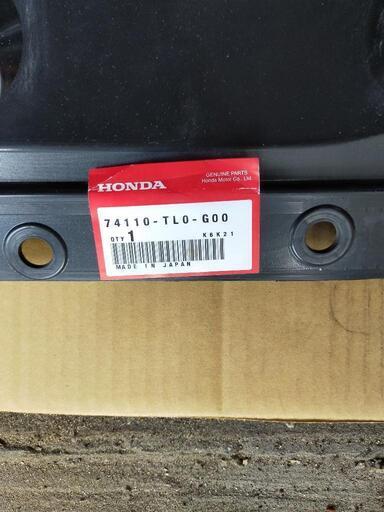 GENUINE PARTS
Honda Motor Co., Ltd.
HONDA
74110-TL0-G00
QTY 1 K6K21
MADE IN JAPAN